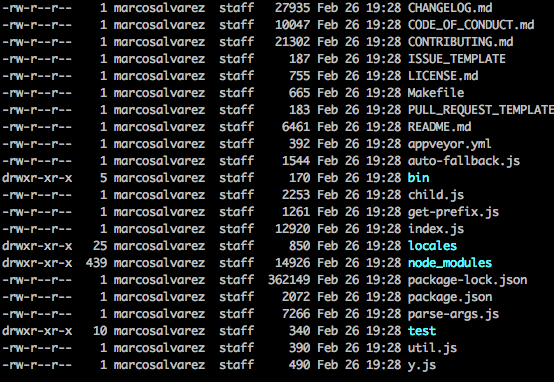 -rw-r--r-- 1 marcosalvarez staff 27935 Feb 26 19:28 CHANGELOG.md
-rw-r--r-- 1 marcosalvarez staff 10047 Feb 26 19:28 CODE_OF_CONDUCT.md
-rw-r--r-- 1 marcosalvarez staff 21302 Feb 26 19:28 CONTRIBUTING.md
-rw-r--r-- 1 marcosalvarez staff 187 Feb 26 19:28 ISSUE_TEMPLATE
-rw-r--r-- 1 marcosalvarez staff 755 Feb 26 19:28 LICENSE.md
-rw-r--r-- 1 marcosalvarez staff 665 Feb 26 19:28 Makefile
-rw-r--r-- 1 marcosalvarez staff 183 Feb 26 19:28 PULL_REQUEST_TEMPLATE
-rw-r--r-- 1 marcosalvarez staff 6461 Feb 26 19:28 README.md
-rw-r--r-- 1 marcosalvarez staff 392 Feb 26 19:28 appveyor.yml
-rw-r--r-- 1 marcosalvarez staff 1544 Feb 26 19:28 auto-fallback.js
drwxr-xr-x 5 marcosalvarez staff 170 Feb 26 19:28 bin
-rw-r--r-- 1 marcosalvarez staff 2253 Feb 26 19:28 child.js
-rw-r--r-- 1 marcosalvarez staff 1261 Feb 26 19:28 get-prefix.js
-rw-r--r-- 1 marcosalvarez staff 12920 Feb 26 19:28 index.js
drwxr-xr-x 25 marcosalvarez staff 850 Feb 26 19:28 locales
drwxr-xr-x 439 marcosalvarez staff 14926 Feb 26 19:28 node_modules
-rw-r--r-- 1 marcosalvarez staff 362149 Feb 26 19:28 package-lock.json
-rw-r--r-- 1 marcosalvarez staff 2072 Feb 26 19:28 package.json
-rw-r--r-- 1 marcosalvarez staff 7266 Feb 26 19:28 parse-args.js
drwxr-xr-x 10 marcosalvarez staff 340 Feb 26 19:28 test
-rw-r--r-- 1 marcosalvarez staff 390 Feb 26 19:28 util.js
-rw-r--r-- 1 marcosalvarez staff 490 Feb 26 19:28 y.js